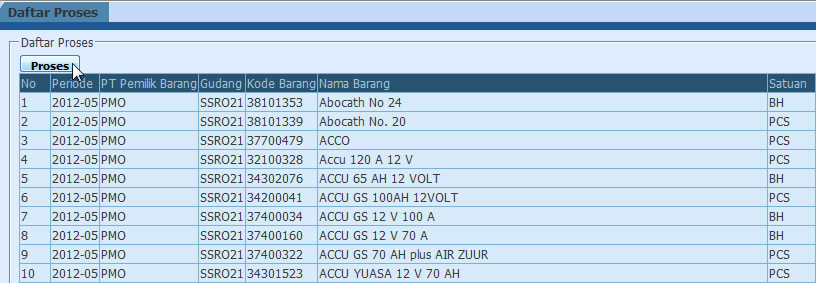 Daftar Proses
Daftar Proses
Proses
No Periode PT Pemilik Barang Gudang Kode Barang Nama Barang Satuan
1 2012-05 PMO SSRO21 38101353 Abocath No 24 BH
2 2012-05 PMO SSRO21 38101339 Abocath No. 20 PCS
3 2012-05 PMO SSRO21 37700479 ACCO PCS
4 2012-05 PMO SSRO21 32100328 Accu 120 A 12 V PCS
5 2012-05 PMO SSRO21 34302076 ACCU 65 AH 12 VOLT BH
6 2012-05 PMO SSRO21 34200041 ACCU GS 100AH 12VOLT PCS
7 2012-05 PMO SSRO21 37400034 ACCU GS 12 V 100 A BH
8 2012-05 PMO SSRO21 37400160 ACCU GS 12 V 70 A BH
9 2012-05 PMO SSRO21 37400322 ACCU GS 70 AH plus AIR ZUUR PCS
10 2012-05 PMO SSRO21 34301523 ACCU YUASA 12 V 70 AH PCS